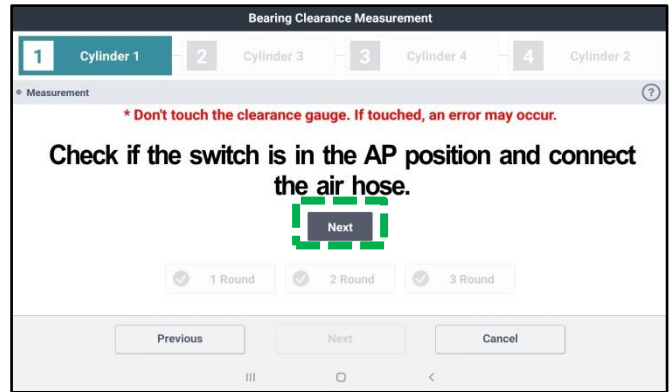 Bearing Clearance Measurement
1 Cylinder 1 2 Cylinder 3 3 Cylinder 4 4 Cylinder 2
Measurement ?
* Don't touch the clearance gauge. If touched, an error may occur.
Check if the switch is in the AP position and connect
the air hose.
Next
1 Round 2 Round 3 Round
Previous Next Cancel